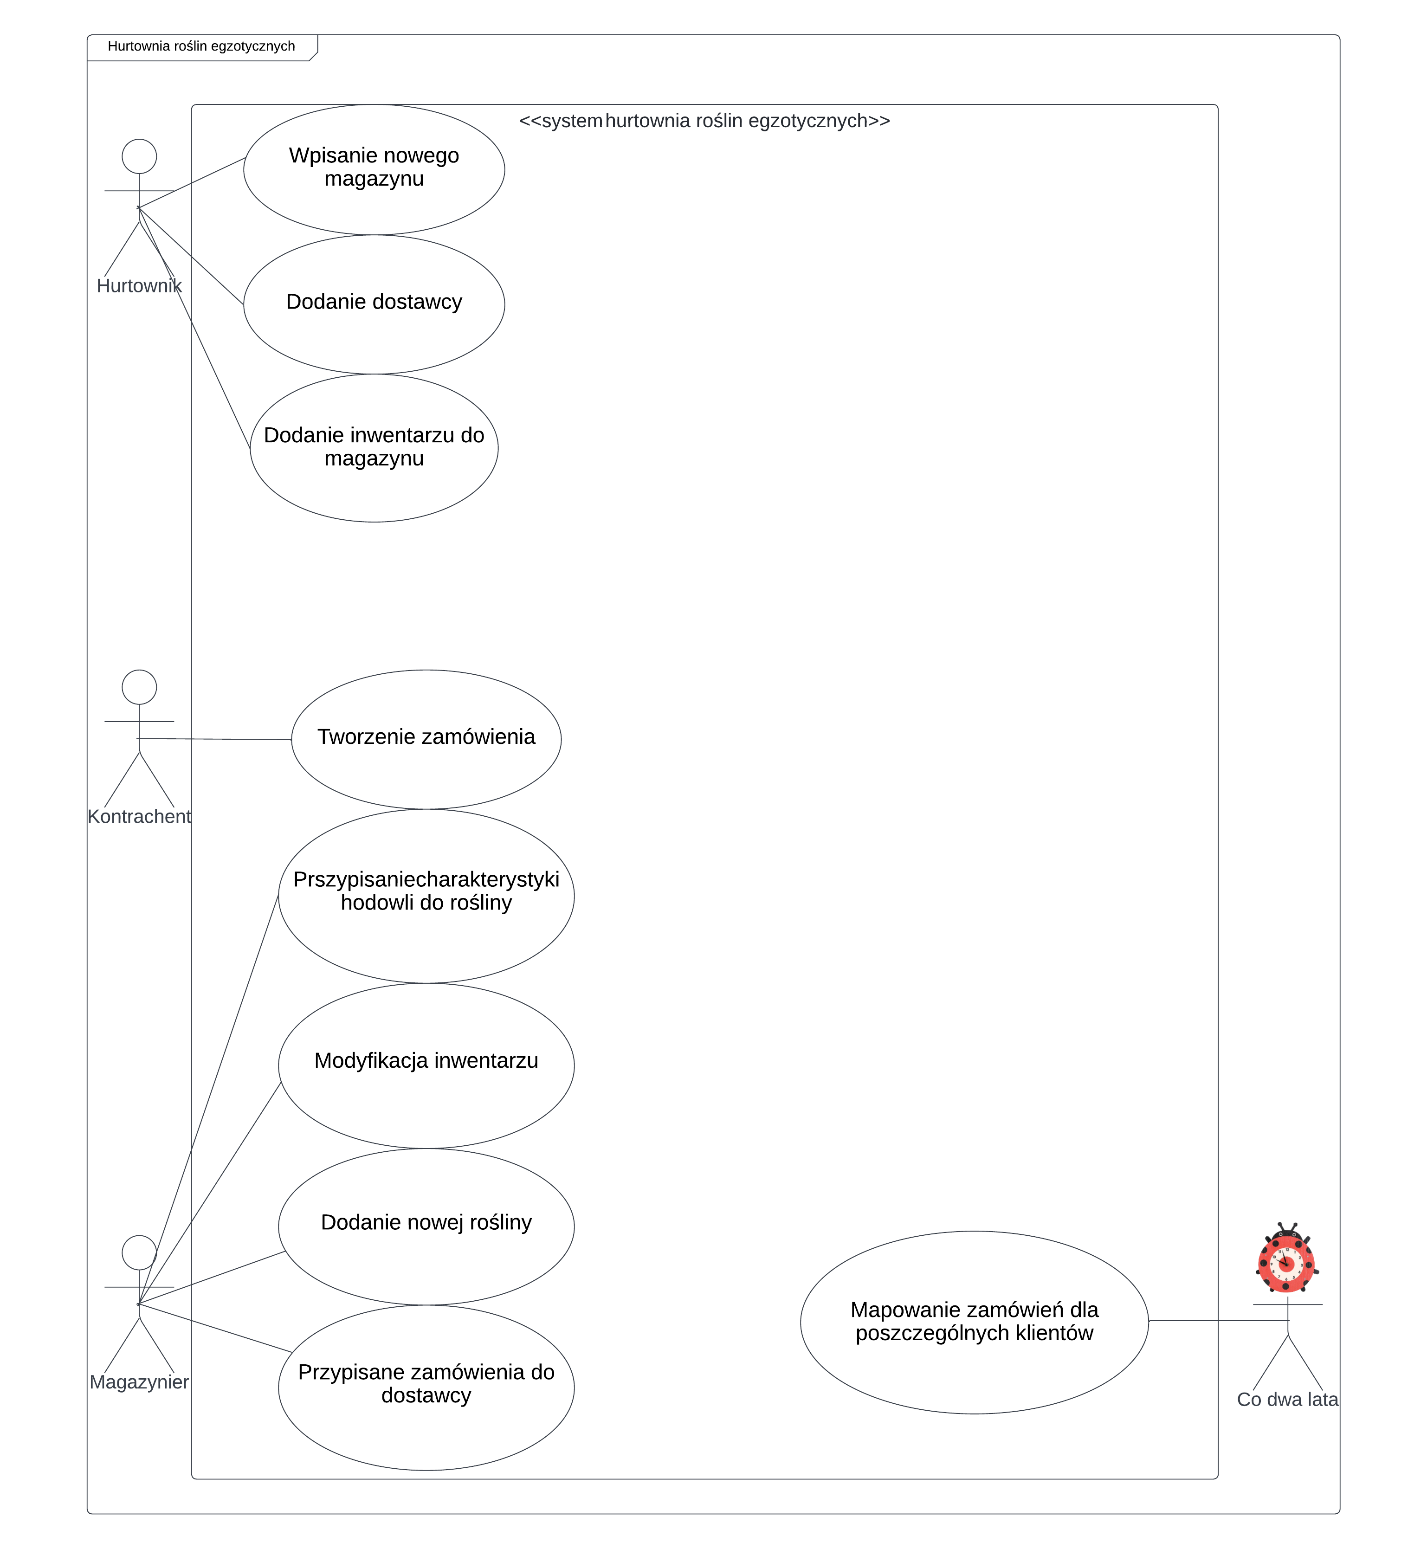 Hurtownia roślin egzotycznych
<<system hurtownia roślin egzotycznych>>
Wpisanie nowego
magazynu
Hurtownik
Dodanie dostawcy
Dodanie inwentarzu do
magazynu
Tworzenie zamówienia
Kontrachent
Prszypisaniecharakterystyki
hodowli do rośliny
Modyfikacja inwentarzu
Dodanie nowej rośliny
Mapowanie zamówień dla
poszczególnych klientów
Przypisane zamówienia do
dostawcy
Magazynier
Co dwa lata